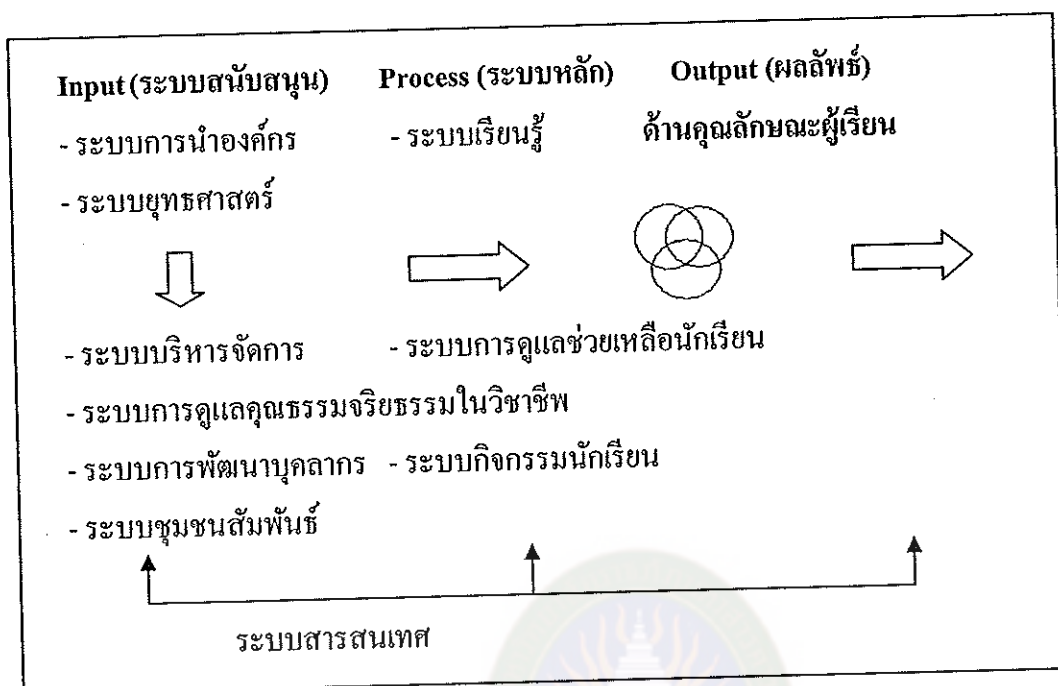 Input (ระบบสนับสนุน) Process (ระบบหลัก) Output (ผลลัพธ์)
- ระบบการนำองค์กร - ระบบเรียนรู้ ด้านคุณลักษณะผู้เรียน
- ระบบยุทธศาสตร์
- ระบบบริหารจัดการ - ระบบการดูแลช่วยเหลือนักเรียน
- ระบบการดูแลคุณธรรมจริยธรรมในวิชาชีพ
- ระบบการพัฒนาบุคลากร - ระบบกิจกรรมนักเรียน
- ระบบชุมชนสัมพันธ์
ระบบสารสนเทศ